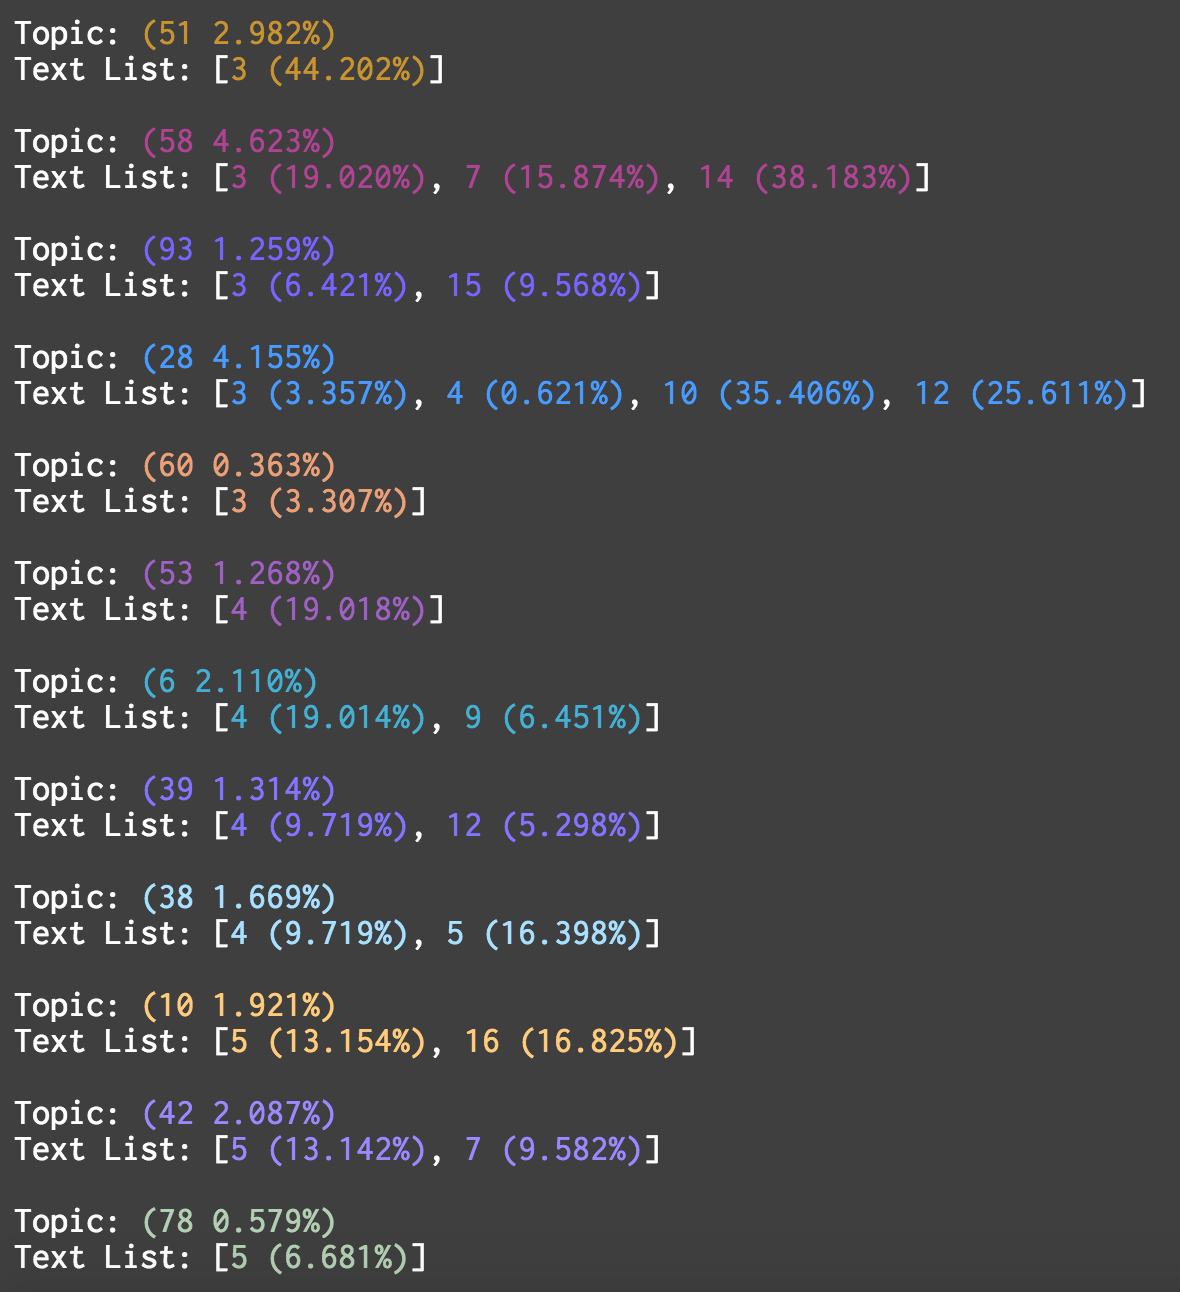 Topic: (51 2.982%)
Text List: [3 (44.202%)]
Topic: (58 4.623%)
Text List: [3 (19.020%), 7 (15.874%), 14 (38.183%)]
Topic: (93 1.259%)
Text List: [3 (6.421%), 15 (9.568%)]
Topic: (28 4.155%)
Text List: [3 (3.357%), 4 (0.621%), 10 (35.406%), 12 (25.611%)]
Topic: (60 0.363%)
Text List: [3 (3.307%)]
Topic: (53 1.268%)
Text List: [4 (19.018%)]
Topic: (6 2.110%)
Text List: [4 (19.014%), 9 (6.451%)]
Topic: (39 1.314%)
Text List: [4 (9.719%), 12 (5.298%)]
Topic: (38 1.669%)
Text List: [4 (9.719%), 5 (16.398%)]
Topic: (10 1.921%)
Text List: [5 (13.154%), 16 (16.825%)]
Topic: (42 2.087%)
Text List: [5 (13.142%), 7 (9.582%)]
Topic: (78 0.579%)
Text List: [5 (6.681%)]